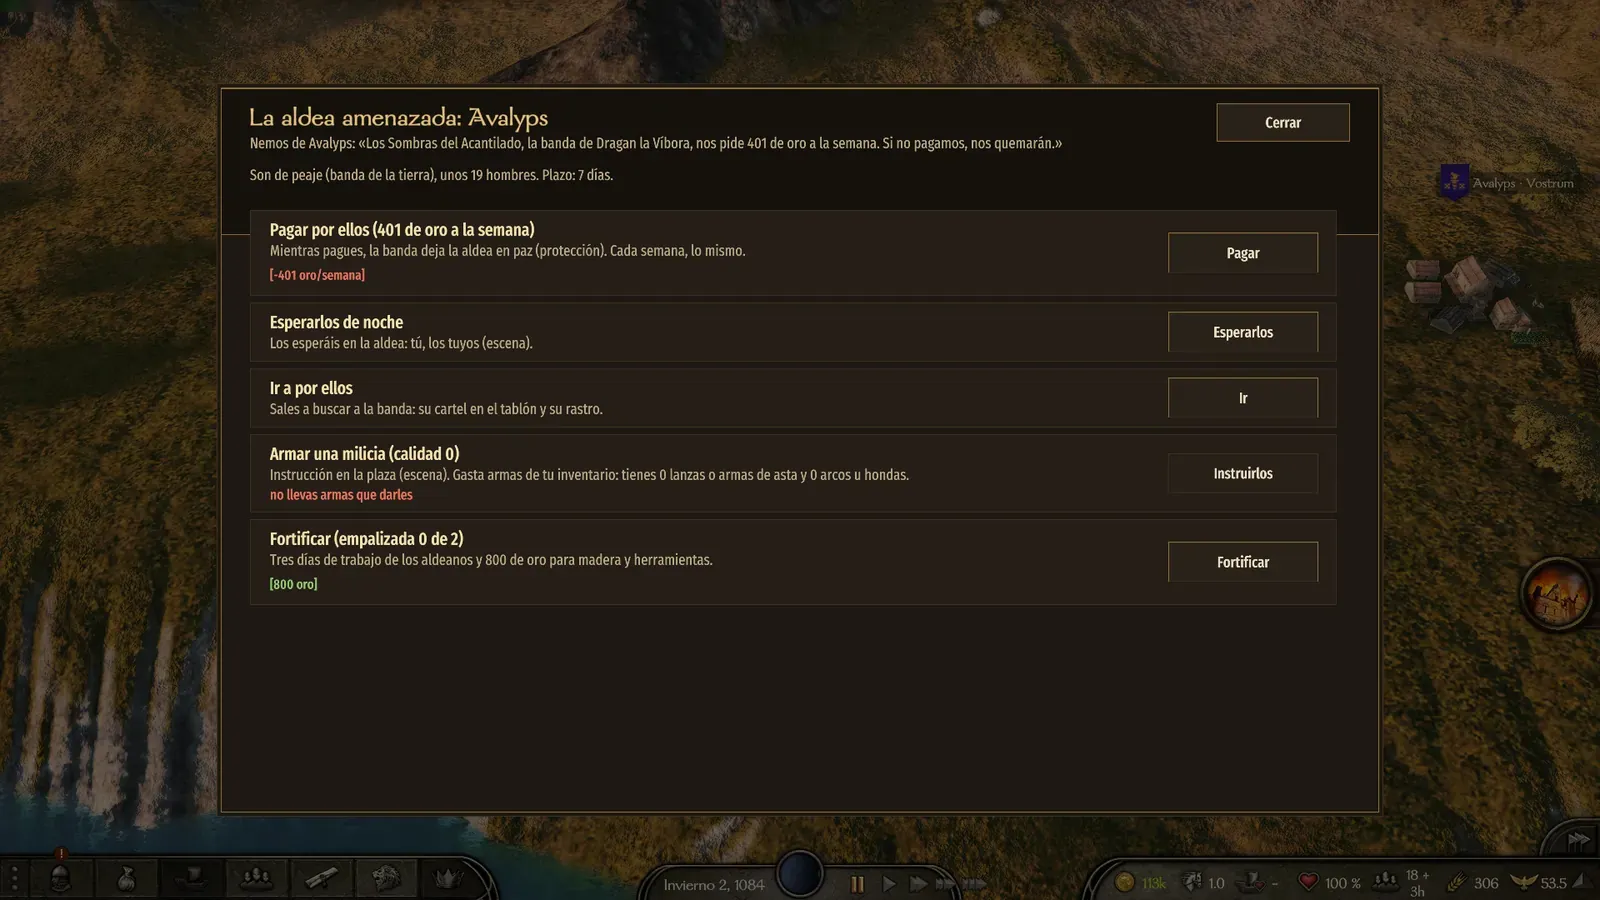 La aldea amenazada: Avalyps
Cerrar
Nemos de Avalyps: «Los Sombras del Acantilado, la banda de Dragan la Víbora, nos pide 401 de oro a la semana. Si no pagamos, nos quemarán.»
Son de peaje (banda de la tierra), unos 19 hombres. Plazo: 7 días.
Avalyps · Vostrum
Pagar por ellos (401 de oro a la semana)
Mientras pagues, la banda deja la aldea en paz (protección). Cada semana, lo mismo.
[-401 oro/semana]
Pagar
Esperarlos de noche
Los esperáis en la aldea: tú, los tuyos (escena).
Esperarlos
Ir a por ellos
Sales a buscar a la banda: su cartel en el tablón y su rastro.
Ir
Armar una milicia (calidad 0)
Instrucción en la plaza (escena). Gasta armas de tu inventario: tienes 0 lanzas o armas de asta y 0 arcos u hondas.
no llevas armas que darles
Instruirlos
Fortificar (empalizada 0 de 2)
Tres días de trabajo de los aldeanos y 800 de oro para madera y herramientas.
[800 oro]
Fortificar
!
Invierno 2, 1084
113k
1.0
-
100 %
18 +
3h
306
53.5